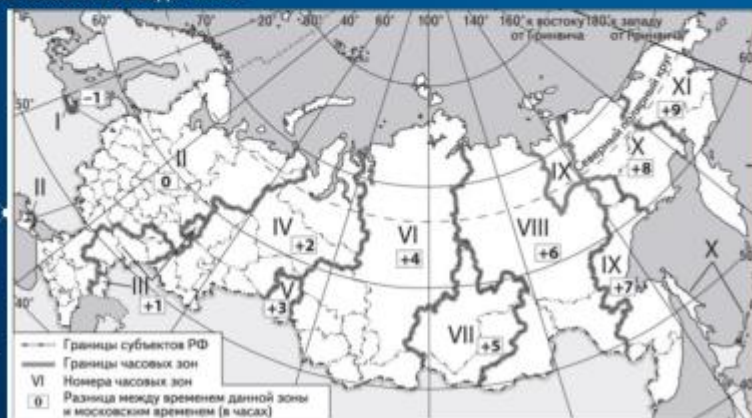 70° 20° 20° 40° 60° 80° 100° 120° 140° 160° к востоку 180° к западу
от Гринвича от Гринвича
60°
50°
-1
I
II
0
II
40°
III
+1
IV
+2
V
+3
VI
+4
VII
+5
VIII
+6
IX
IX
+7
X
+8
XI
+9
X
Северный полярный круг
Границы субъектов РФ
Границы часовых зон
VI Номера часовых зон
0 Разница между временем данной зоны
и московским временем (в часах)